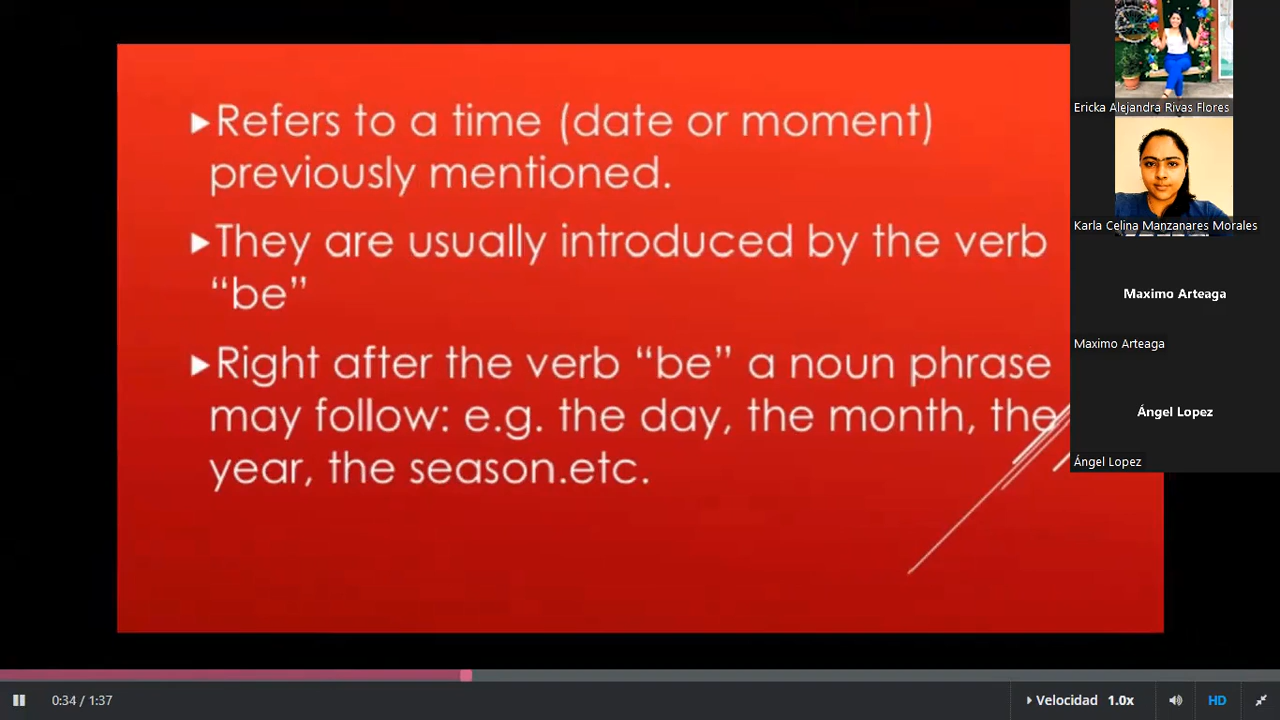 ▸Refers to a time (date or moment)
previously mentioned.
▸They are usually introduced by the verb
“be”
▸Right after the verb “be” a noun phrase
may follow: e.g. the day, the month, the
year, the season.etc.
Ericka Alejandra Rivas Flores
Karla Celina Manzanares Morales
Maximo Arteaga
Maximo Arteaga
Ángel Lopez
Ángel Lopez
0:34 / 1:37
Velocidad 1.0x
HD